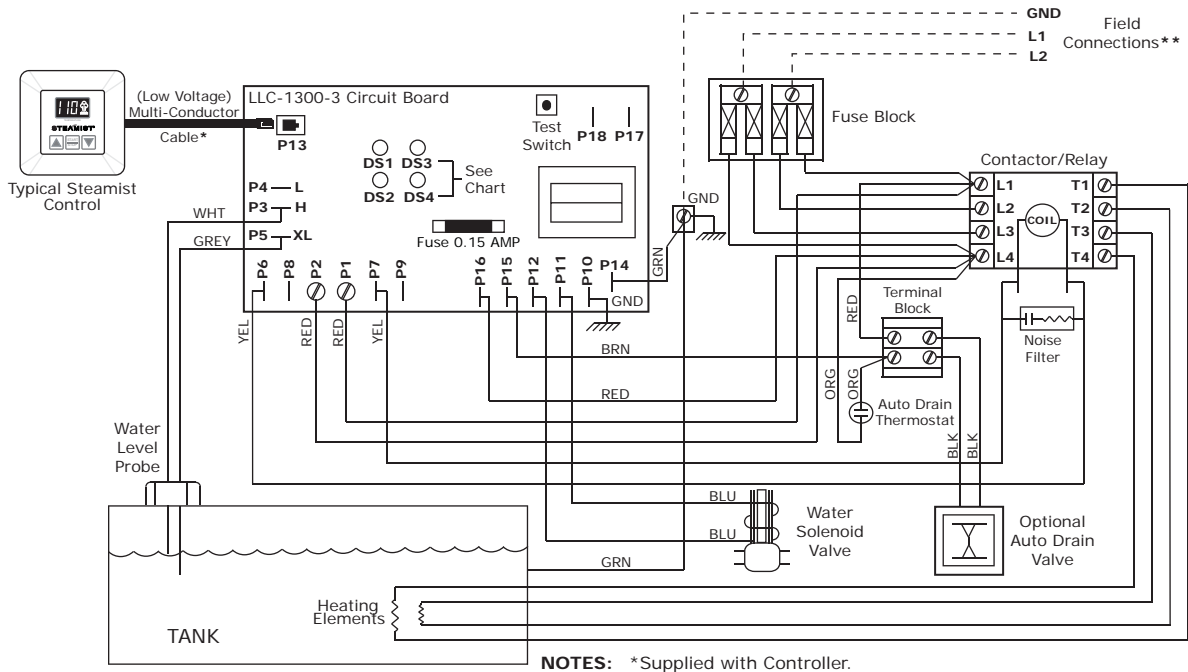 GND
L1
L2
Field
Connections**
LLC-1300-3 Circuit Board
(Low Voltage)
Multi-Conductor
Cable*
110
STEAMIST®
Typical Steamist
Control
P13
Test
Switch
P18
P17
DS1
DS3
DS2
DS4
See
Chart
Fuse 0.15 AMP
P4
L
P3
H
P5
XL
WHT
GREY
P6
P8
P2
P1
P7
P9
P16
P15
P12
P11
P10
P14
GND
GND
GRN
Fuse Block
Contactor/Relay
L1
T1
L2
T2
L3
T3
L4
T4
COIL
Noise
Filter
Terminal
Block
YEL
RED
RED
YEL
BRN
RED
RED
ORG
ORG
Auto Drain
Thermostat
BLK
BLK
Water
Level
Probe
BLU
BLU
Water
Solenoid
Valve
Optional
Auto Drain
Valve
GRN
Heating
Elements
TANK
NOTES: *Supplied with Controller.